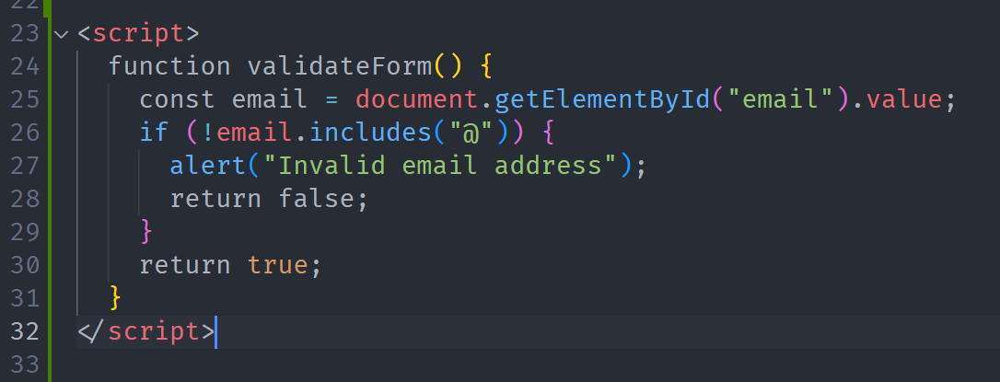 22
23 <script>
24   function validateForm() {
25     const email = document.getElementById("email").value;
26     if (!email.includes("@")) {
27       alert("Invalid email address");
28       return false;
29     }
30     return true;
31   }
32 </script>
33